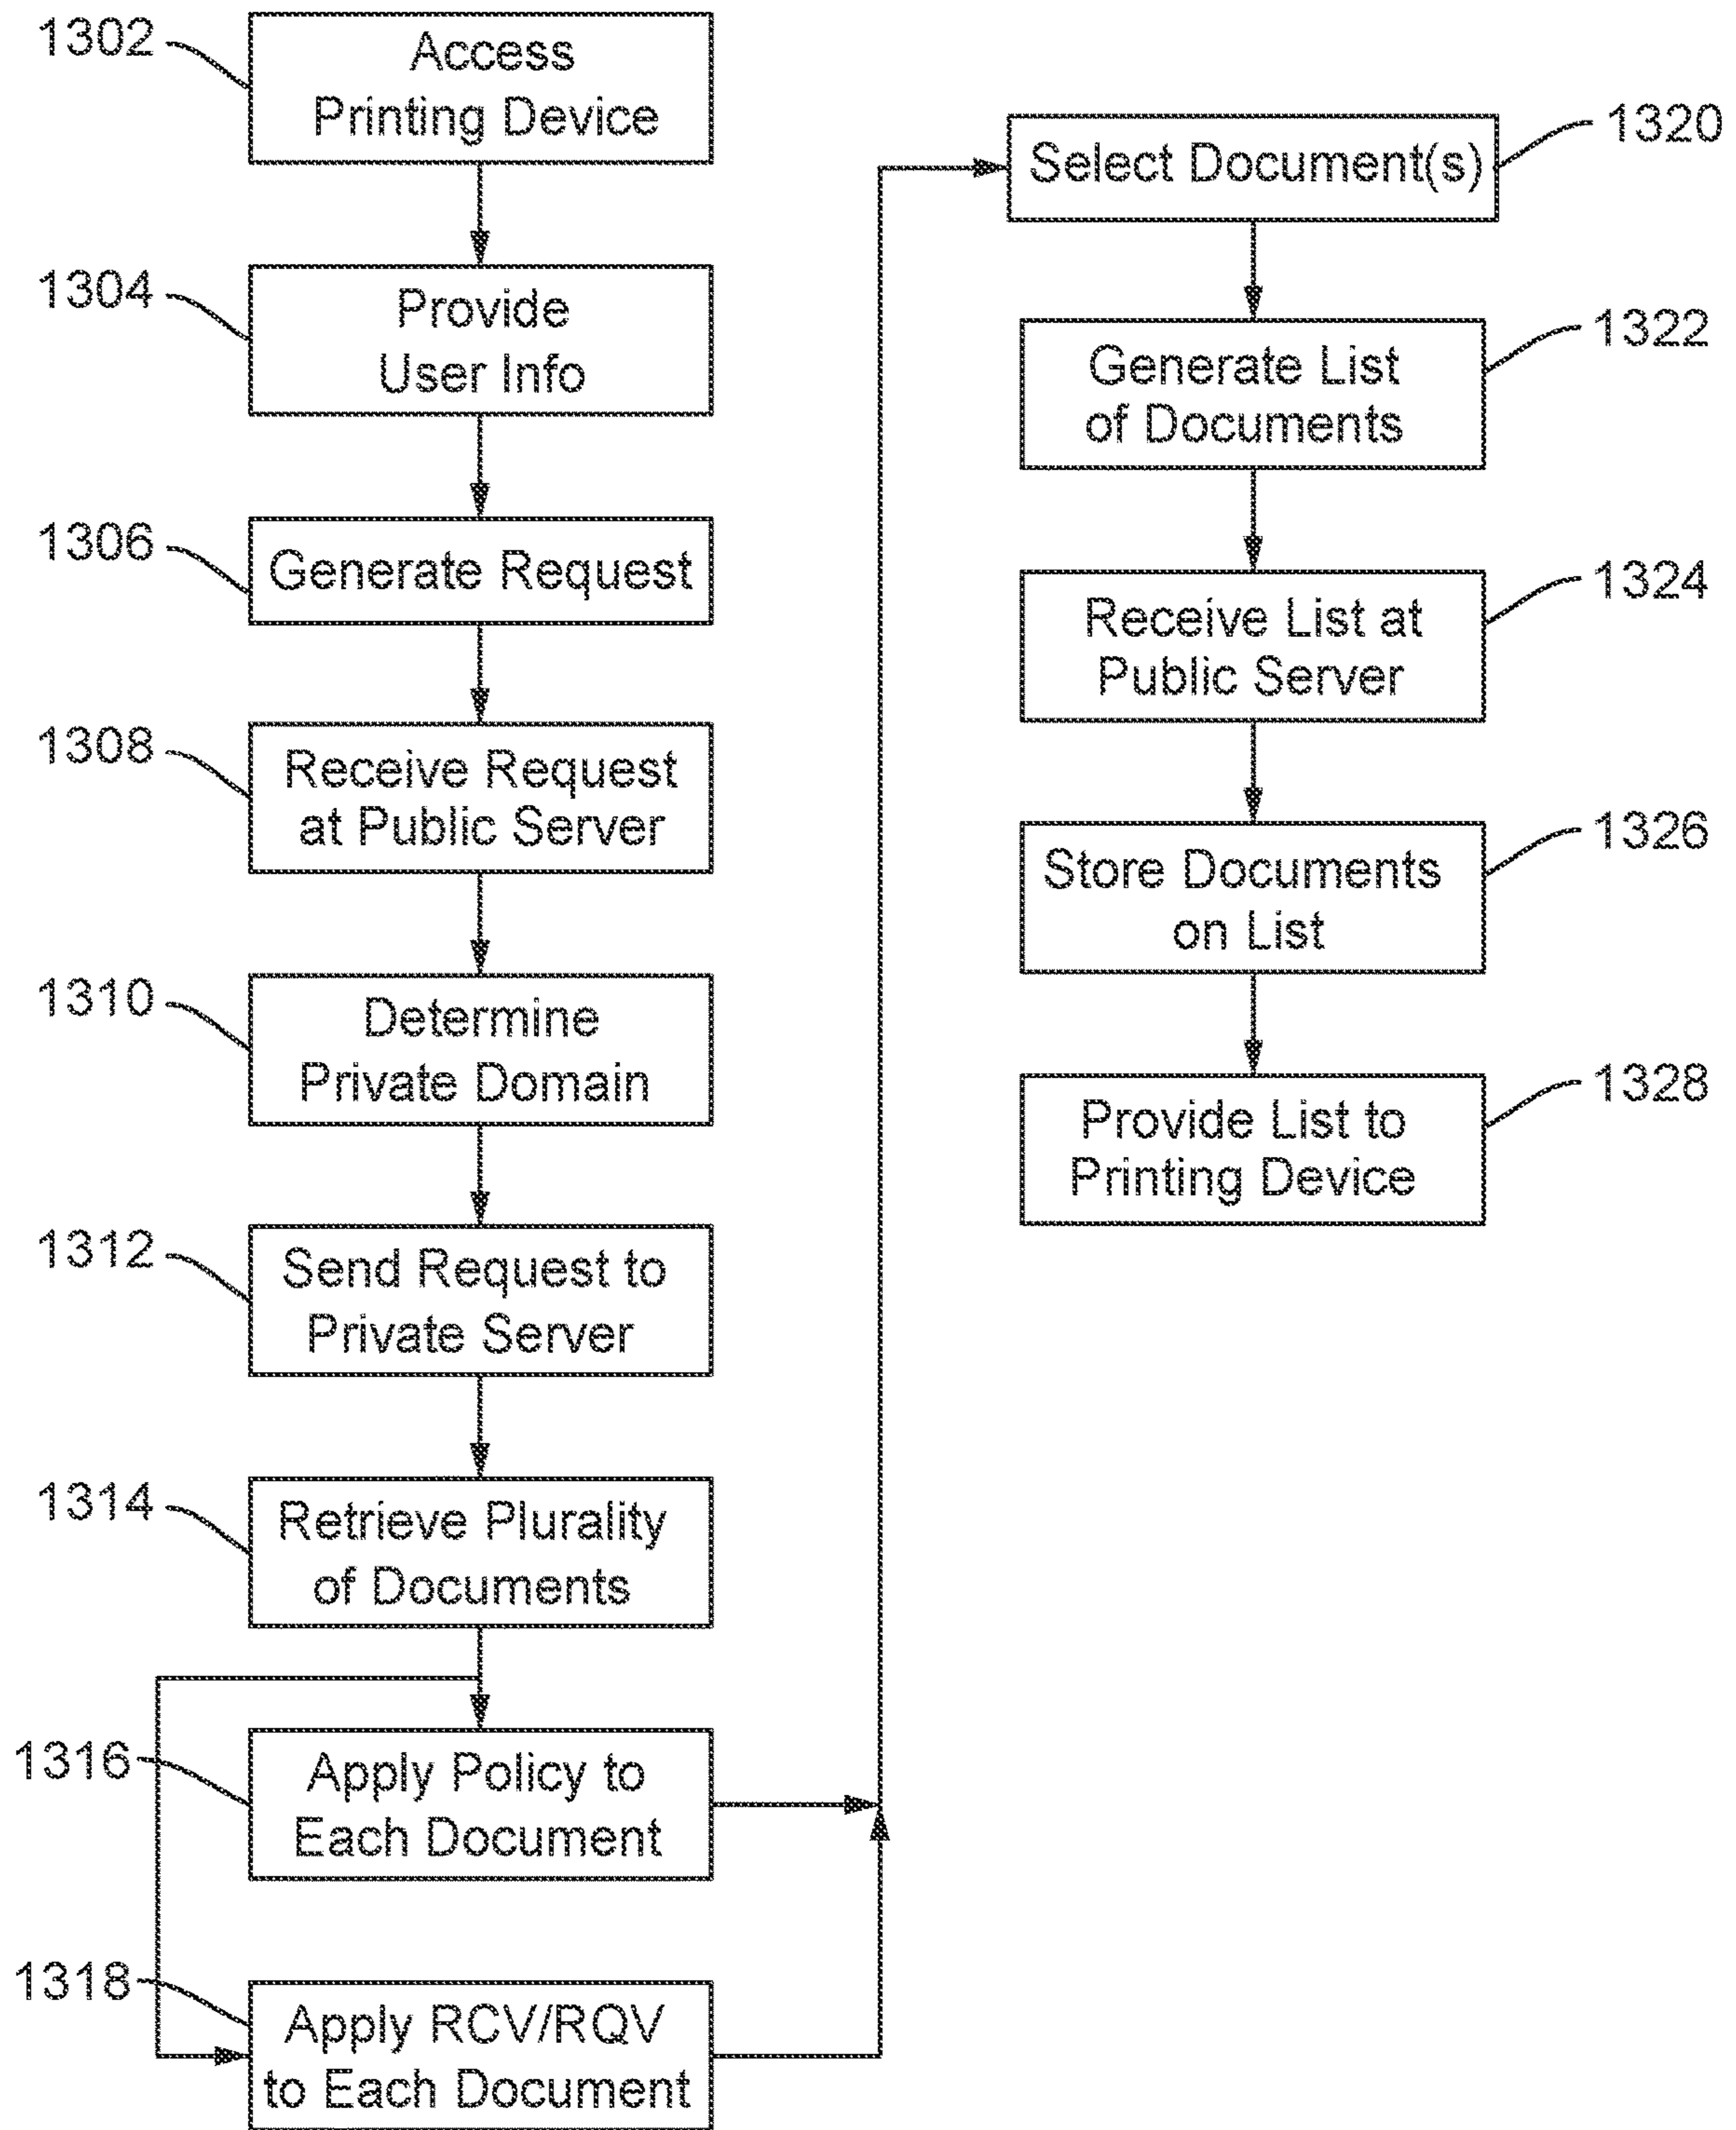 1302
Access
Printing Device
1304
Provide
User Info
1306
Generate Request
1308
Receive Request
at Public Server
1310
Determine
Private Domain
1312
Send Request to
Private Server
1314
Retrieve Plurality
of Documents
1316
Apply Policy to
Each Document
1318
Apply RCV/RQV
to Each Document
1320
Select Document(s)
1322
Generate List
of Documents
1324
Receive List at
Public Server
1326
Store Documents
on List
1328
Provide List to
Printing Device